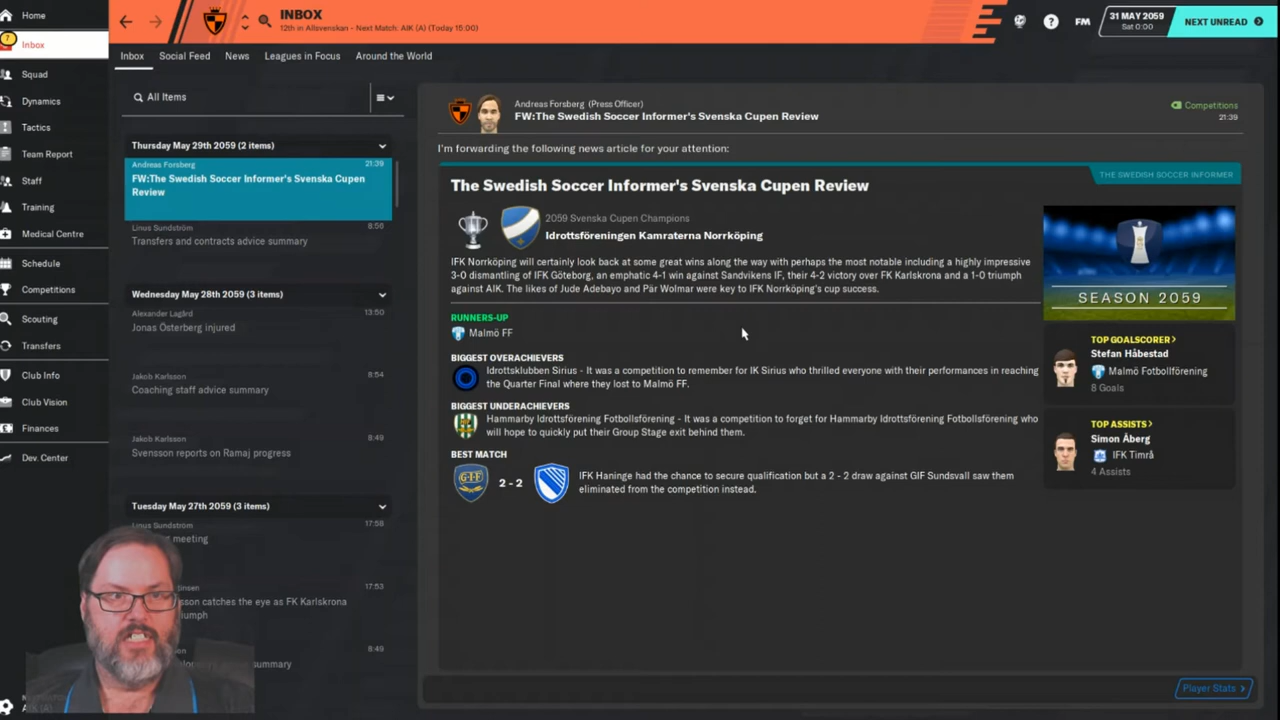 Home
INBOX
12th in Allsvenskan - Next Match: AIK (A) (Today 15:00)
FM
31 MAY 2059
Sat 0:00
NEXT UNREAD
7
Inbox
Inbox
Social Feed
News
Leagues in Focus
Around the World
Squad
Dynamics
Tactics
Team Report
Staff
Training
Medical Centre
Schedule
Competitions
Scouting
Transfers
Club Info
Club Vision
Finances
Dev. Center
AIK (A)
All Items
Thursday May 29th 2059 (2 items)
Andreas Forsberg
21:39
FW:The Swedish Soccer Informer's Svenska Cupen
Review
Linus Sundström
8:56
Transfers and contracts advice summary
Wednesday May 28th 2059 (3 items)
Alexander Lagård
13:50
Jonas Österberg injured
Jakob Karlsson
8:54
Coaching staff advice summary
Jakob Karlsson
8:49
Svensson reports on Ramaj progress
Tuesday May 27th 2059 (3 items)
Linus Sundström
17:58
meeting
17:53
sson catches the eye as FK Karlskrona
umph
8:49
summary
Andreas Forsberg (Press Officer)
FW:The Swedish Soccer Informer's Svenska Cupen Review
Competitions
21:39
I'm forwarding the following news article for your attention:
THE SWEDISH SOCCER INFORMER
The Swedish Soccer Informer's Svenska Cupen Review
2059 Svenska Cupen Champions
Idrottsföreningen Kamraterna Norrköping
IFK Norrköping will certainly look back at some great wins along the way with perhaps the most notable including a highly impressive
3-0 dismantling of IFK Göteborg, an emphatic 4-1 win against Sandvikens IF, their 4-2 victory over FK Karlskrona and a 1-0 triumph
against AIK. The likes of Jude Adebayo and Pär Wolmar were key to IFK Norrköping's cup success.
RUNNERS-UP
Malmö FF
BIGGEST OVERACHIEVERS
Idrottsklubben Sirius - It was a competition to remember for IK Sirius who thrilled everyone with their performances in reaching
the Quarter Final where they lost to Malmö FF.
BIGGEST UNDERACHIEVERS
Hammarby Idrottsförening Fotbollsförening - It was a competition to forget for Hammarby Idrottsförening Fotbollsförening who
will hope to quickly put their Group Stage exit behind them.
BEST MATCH
GIF
2 - 2
IFK Haninge had the chance to secure qualification but a 2 - 2 draw against GIF Sundsvall saw them
eliminated from the competition instead.
SEASON 2059
TOP GOALSCORER
Stefan Håbestad
Malmö Fotbollförening
8 Goals
TOP ASSISTS
Simon Åberg
IFK Timrå
4 Assists
Player Stats